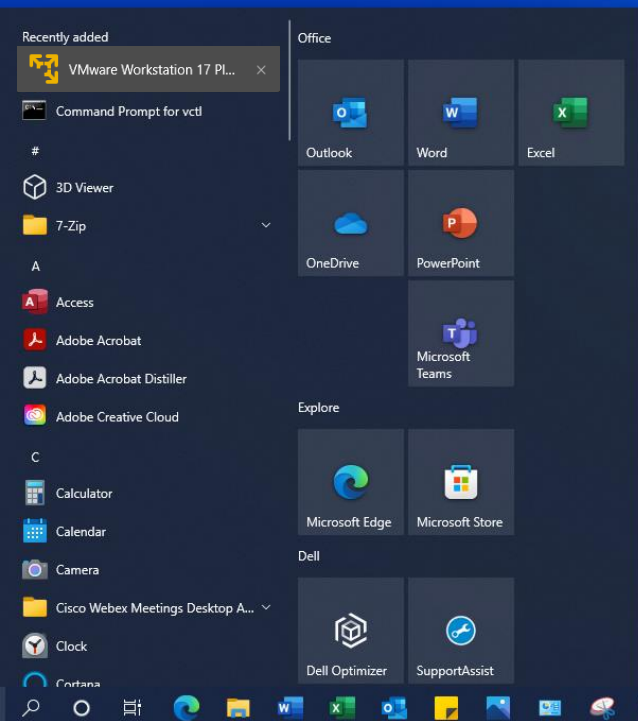 Recently added
VMware Workstation 17 Pl...
Command Prompt for vctl
#
3D Viewer
7-Zip
A
Access
Adobe Acrobat
Adobe Acrobat Distiller
Adobe Creative Cloud
C
Calculator
Calendar
Camera
Cisco Webex Meetings Desktop A...
Clock
Cortana
Office
Outlook
Word
Excel
OneDrive
PowerPoint
Microsoft
Teams
Explore
Microsoft Edge
Microsoft Store
Dell
Dell Optimizer
SupportAssist